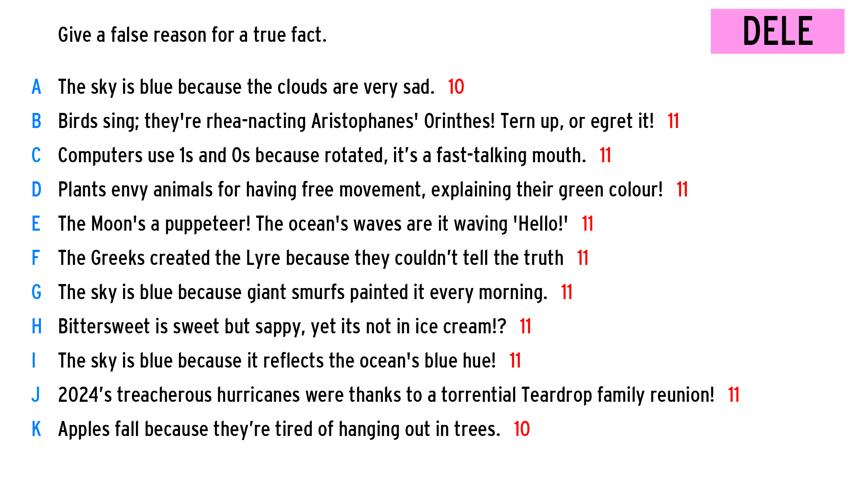 Give a false reason for a true fact.
DELE
A The sky is blue because the clouds are very sad. 10
B Birds sing; they're rhea-nacting Aristophanes' Orinthes! Tern up, or egret it! 11
C Computers use 1s and 0s because rotated, it’s a fast-talking mouth. 11
D Plants envy animals for having free movement, explaining their green colour! 11
E The Moon's a puppeteer! The ocean's waves are it waving 'Hello!' 11
F The Greeks created the Lyre because they couldn’t tell the truth 11
G The sky is blue because giant smurfs painted it every morning. 11
H Bittersweet is sweet but sappy, yet its not in ice cream!? 11
I The sky is blue because it reflects the ocean's blue hue! 11
J 2024’s treacherous hurricanes were thanks to a torrential Teardrop family reunion! 11
K Apples fall because they’re tired of hanging out in trees. 10